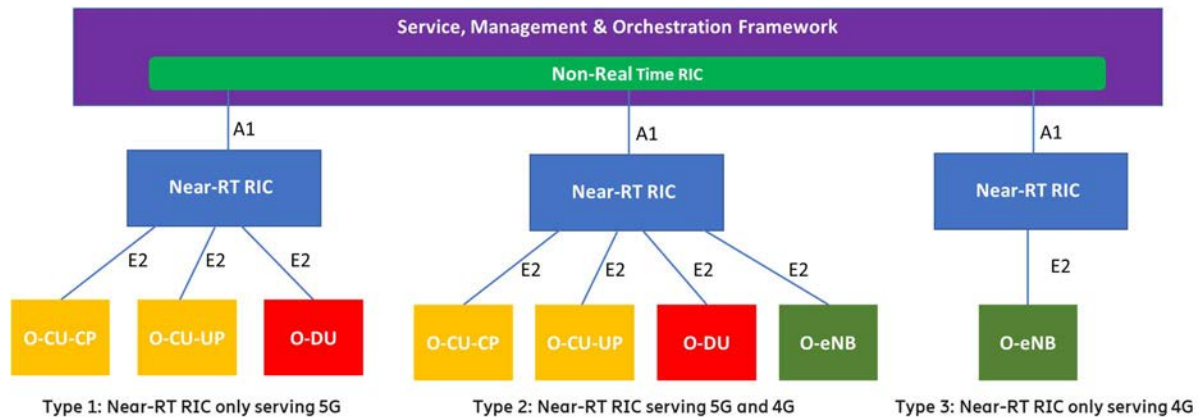 Service, Management & Orchestration Framework
Non-Real Time RIC
A1
A1
A1
Near-RT RIC
Near-RT RIC
Near-RT RIC
E2
E2
E2
E2
E2
E2
E2
E2
O-CU-CP
O-CU-UP
O-DU
O-CU-CP
O-CU-UP
O-DU
O-eNB
O-eNB
Type 1: Near-RT RIC only serving 5G
Type 2: Near-RT RIC serving 5G and 4G
Type 3: Near-RT RIC only serving 4G